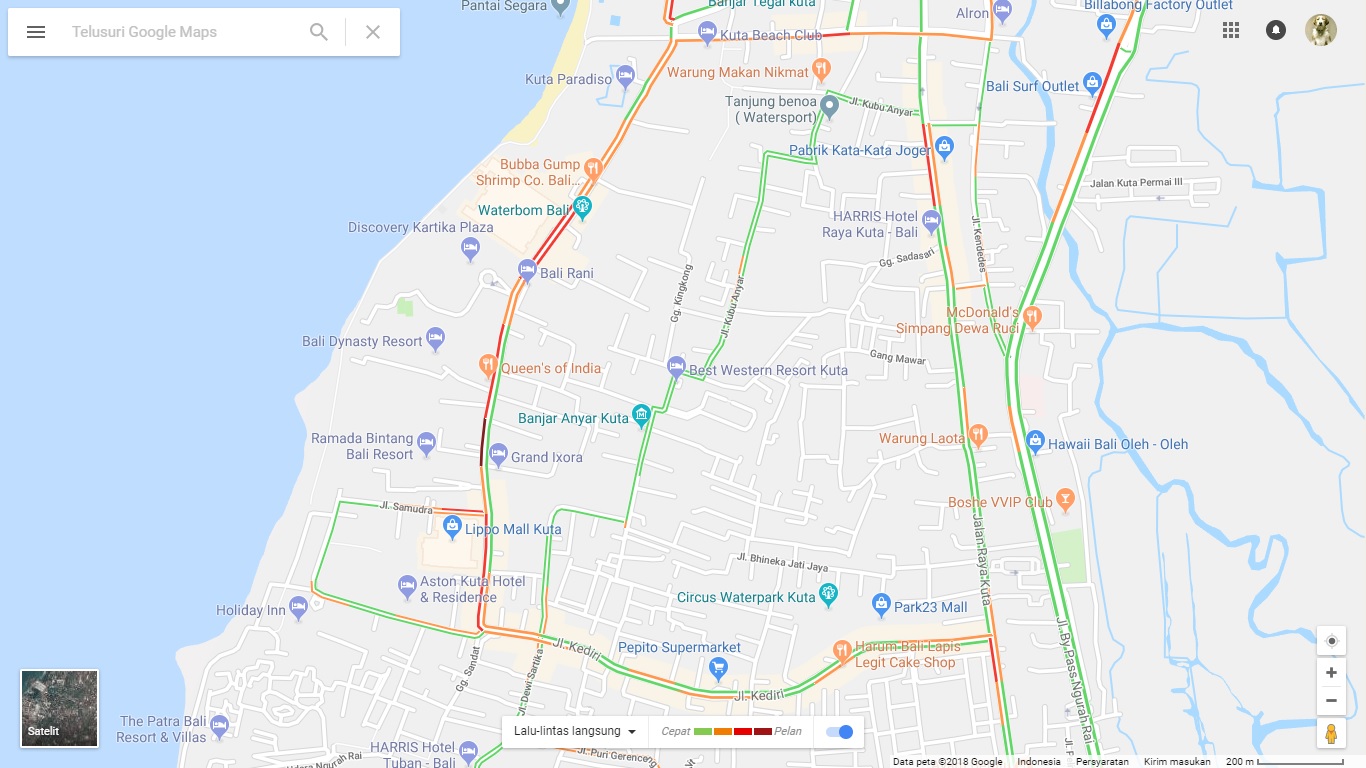 Pantai Segara
Banjar Tegal kuta
Alron
Billabong Factory Outlet
Telusuri Google Maps
Kuta Beach Club
Kuta Paradiso
Warung Makan Nikmat
Bali Surf Outlet
Tanjung benoa
( Watersport)
Jl. Kubu Anyar
Pabrik Kata-Kata Joger
Bubba Gump
Shrimp Co. Bali...
Jalan Kuta Permai III
Waterbom Bali
HARRIS Hotel
Raya Kuta - Bali
Discovery Kartika Plaza
Jl. Kendedes
Gg. Sadasari
Bali Rani
Gg. Kingkong
Jl. Kubu Anyar
McDonald's
Simpang Dewa Ruci
Bali Dynasty Resort
Gang Mawar
Queen's of India
Best Western Resort Kuta
Banjar Anyar Kuta
Ramada Bintang
Bali Resort
Grand Ixora
Warung Laota
Hawaii Bali Oleh - Oleh
Boshe VVIP Club
Jl. Samudra
Lippo Mall Kuta
Jalan Raya Kuta
Jl. Bhineka Jati Jaya
Aston Kuta Hotel
& Residence
Circus Waterpark Kuta
Park23 Mall
Holiday Inn
Jl. Kediri
Pepito Supermarket
Harum Bali Lapis
Legit Cake Shop
Jl. By Pass Ngurah Rai
Gg. Sandat
Jl. Dewi Sartika
Jl. Kediri
The Patra Bali
Resort & Villas
Satelit
Lalu-lintas langsung
Cepat
Pelan
HARRIS Hotel
Tuban - Bali
Jl. Puri Gerenceng
Ngurah Rai
Data peta ©2018 Google
Indonesia
Persyaratan
Kirim masukan
200 m